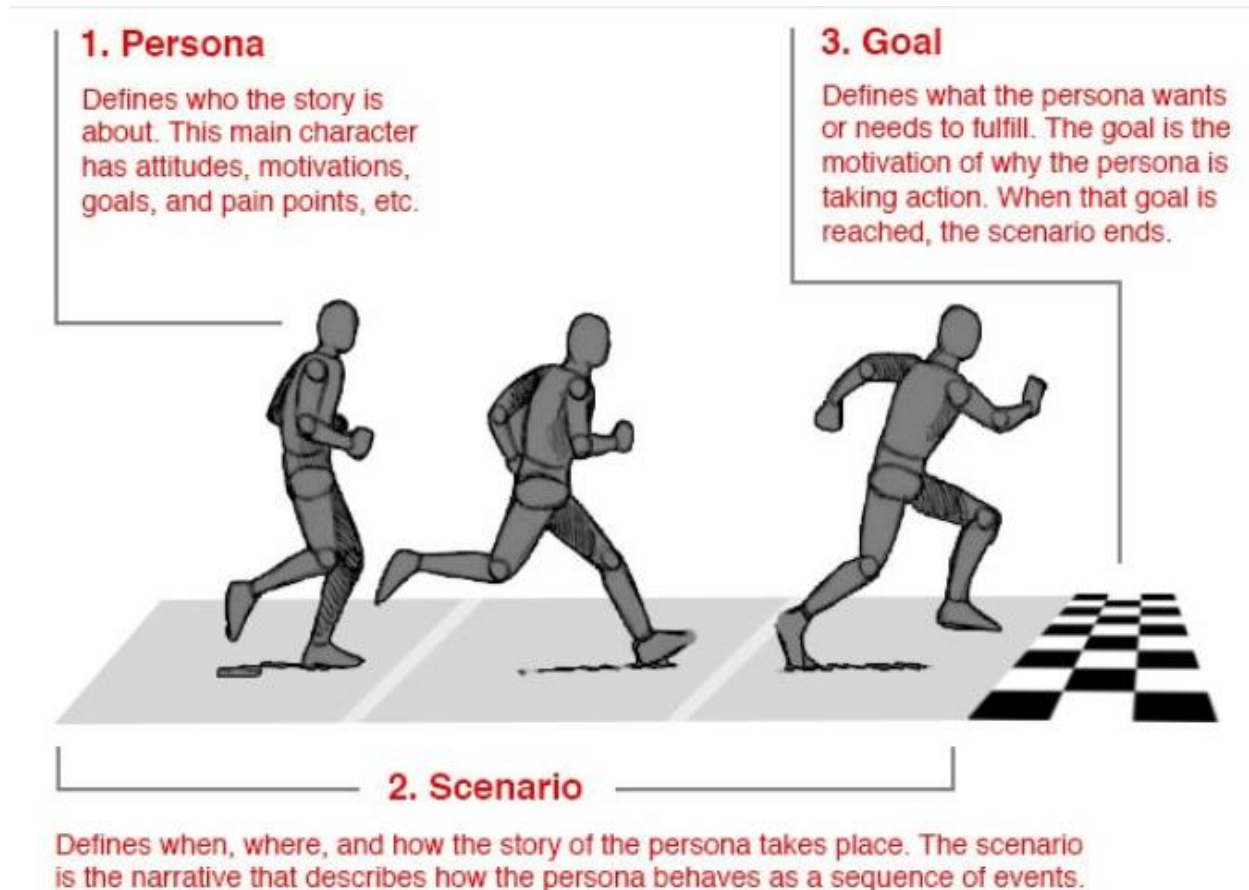 1. Persona
Defines who the story is
about. This main character
has attitudes, motivations,
goals, and pain points, etc.
3. Goal
Defines what the persona wants
or needs to fulfill. The goal is the
motivation of why the persona is
taking action. When that goal is
reached, the scenario ends.
2. Scenario
Defines when, where, and how the story of the persona takes place. The scenario
is the narrative that describes how the persona behaves as a sequence of events.